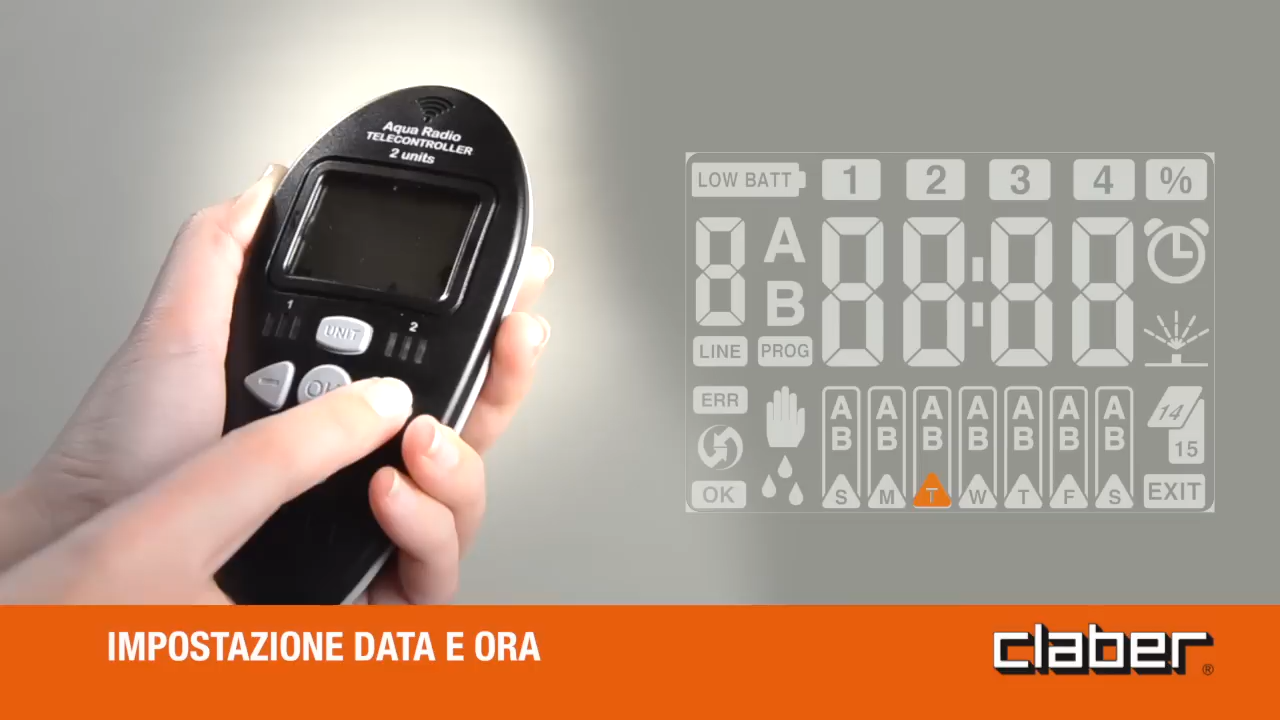 Aqua Radio
TELECONTROLLER
2 units
1
UNIT
2
OK
LOW BATT 1 2 3 4 %
8 A 88:88
B
LINE PROG
ERR A A A A A A A 14
B B B B B B B 15
OK S M T W T F S EXIT
IMPOSTAZIONE DATA E ORA
claber®